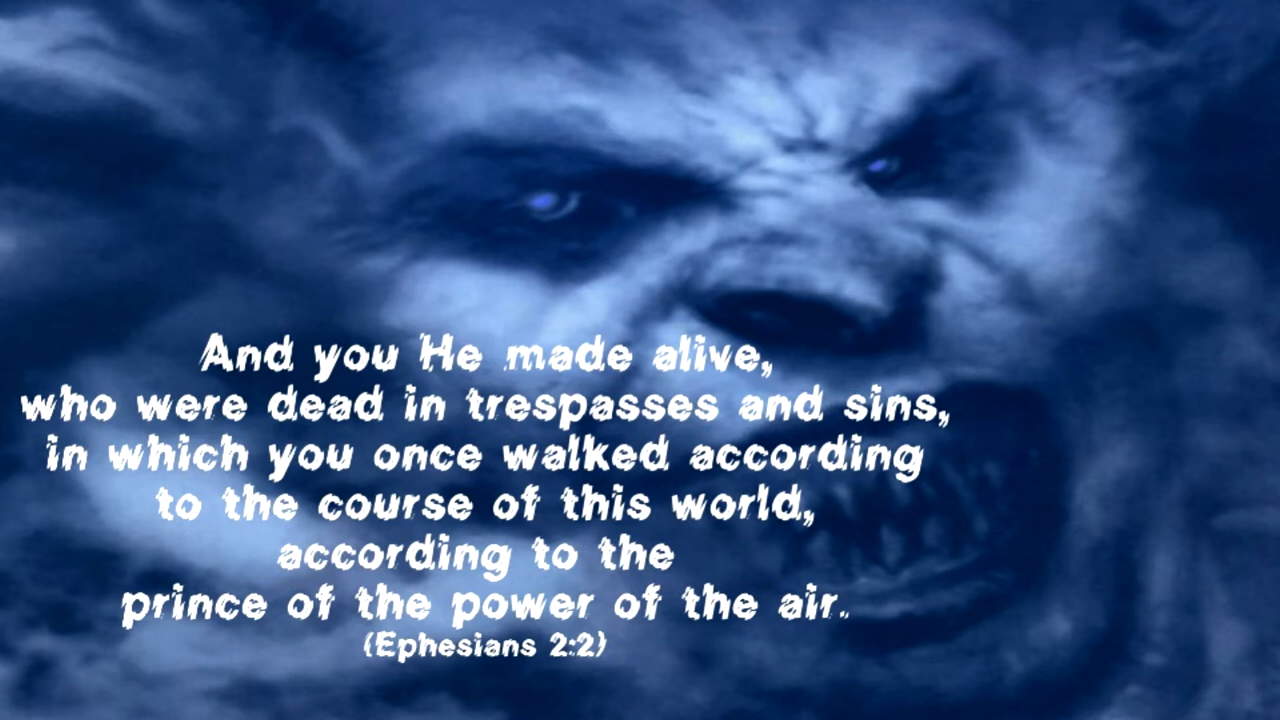 And you He made alive,
who were dead in trespasses and sins,
in which you once walked according
to the course of this world,
according to the
prince of the power of the air.
(Ephesians 2:2)